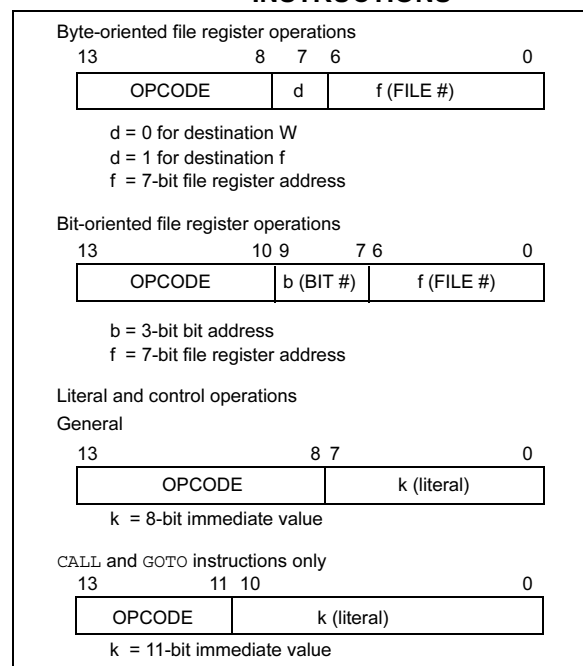 INSTRUCTIONS
Byte-oriented file register operations
13 8 7 6 0
OPCODE d f (FILE #)
d = 0 for destination W
d = 1 for destination f
f = 7-bit file register address
Bit-oriented file register operations
13 10 9 7 6 0
OPCODE b (BIT #) f (FILE #)
b = 3-bit bit address
f = 7-bit file register address
Literal and control operations
General
13 8 7 0
OPCODE k (literal)
k = 8-bit immediate value
CALL and GOTO instructions only
13 11 10 0
OPCODE k (literal)
k = 11-bit immediate value